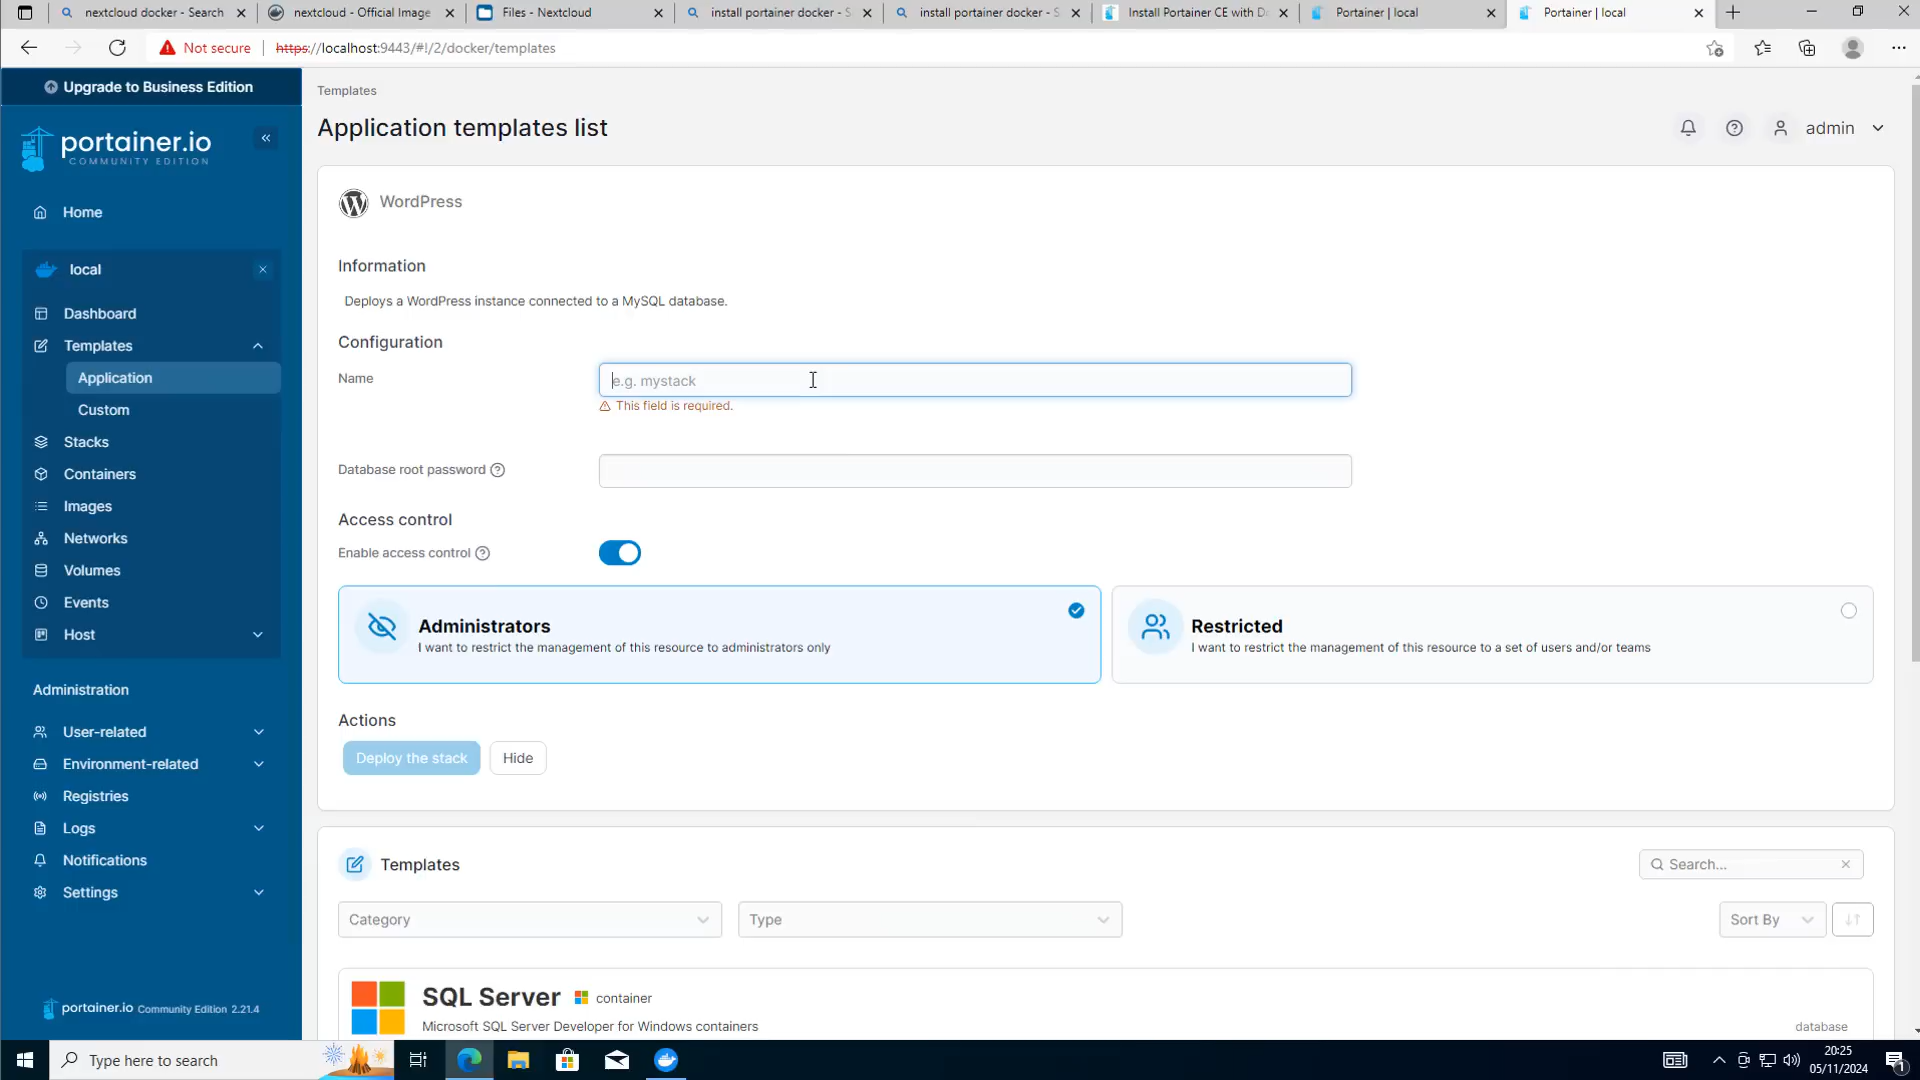 nextcloud docker - Search
nextcloud - Official Image
Files - Nextcloud
install portainer docker - S
install portainer docker - S
Install Portainer CE with D
Portainer | local
Portainer | local
Not secure
https://localhost:9443/#!/2/docker/templates
Upgrade to Business Edition
portainer.io
COMMUNITY EDITION
Home
local
Dashboard
Templates
Application
Custom
Stacks
Containers
Images
Networks
Volumes
Events
Host
Administration
User-related
Environment-related
Registries
Logs
Notifications
Settings
portainer.io Community Edition 2.21.4
Templates
Application templates list
admin
WordPress
Information
Deploys a WordPress instance connected to a MySQL database.
Configuration
Name
e.g. mystack
This field is required.
Database root password
Access control
Enable access control
Administrators
I want to restrict the management of this resource to administrators only
Restricted
I want to restrict the management of this resource to a set of users and/or teams
Actions
Deploy the stack
Hide
Templates
Search...
Category
Type
Sort By
SQL Server container
Microsoft SQL Server Developer for Windows containers
database
Type here to search
20:25
05/11/2024
1